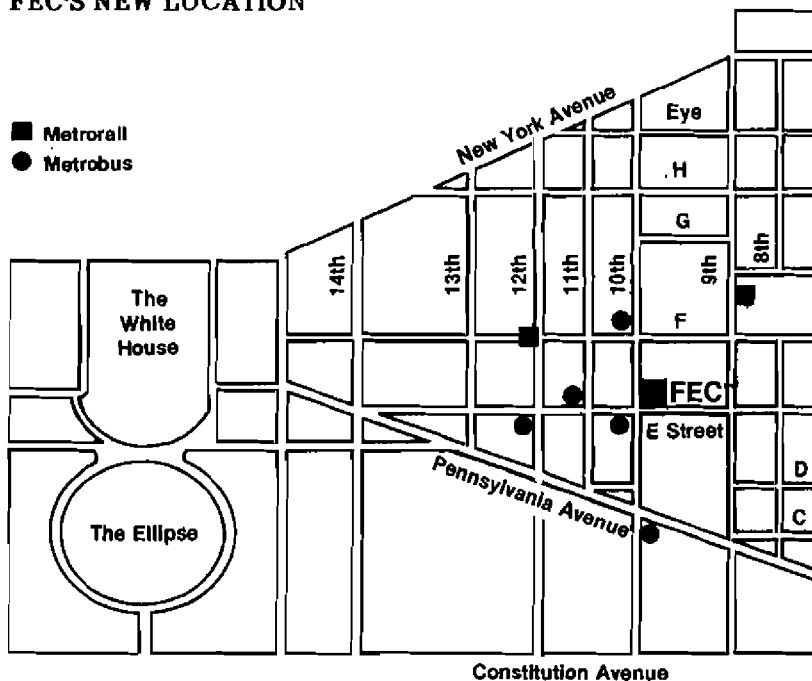 FEC'S NEW LOCATION
Metrorail
Metrobus
New York Avenue
Eye
H
G
F
14th
13th
12th
11th
10th
9th
8th
The
White
House
FEC
E Street
D
C
Pennsylvania Avenue
The Ellipse
Constitution Avenue